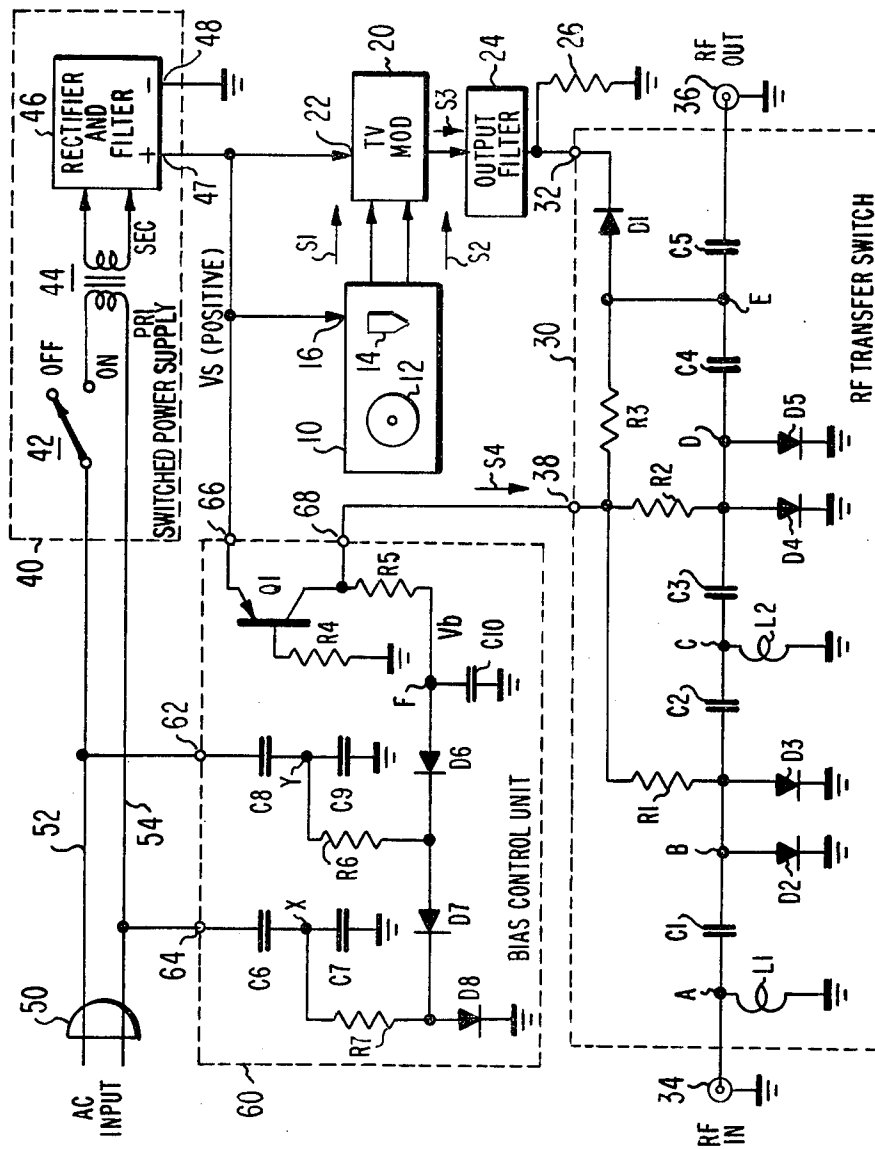 AC
INPUT
50
52
54
40
42
OFF
ON
44
PRI
SEC
46
RECTIFIER
AND
FILTER
+
−
47
48
SWITCHED POWER SUPPLY
VS (POSITIVE)
22
TV
MOD
20
S1
S2
S3
16
14
12
10
OUTPUT
FILTER
24
26
60
64
62
66
68
C6
X
C7
R7
D8
D7
R6
C8
Y
C9
D6
F
C10
Vb
R5
R4
Q1
BIAS CONTROL UNIT
S4
38
30
32
D1
R3
R1
R2
RF IN
34
A
L1
C1
B
D2
D3
C2
C
L2
C3
D4
D
D5
C4
E
C5
36
RF
OUT
RF TRANSFER SWITCH